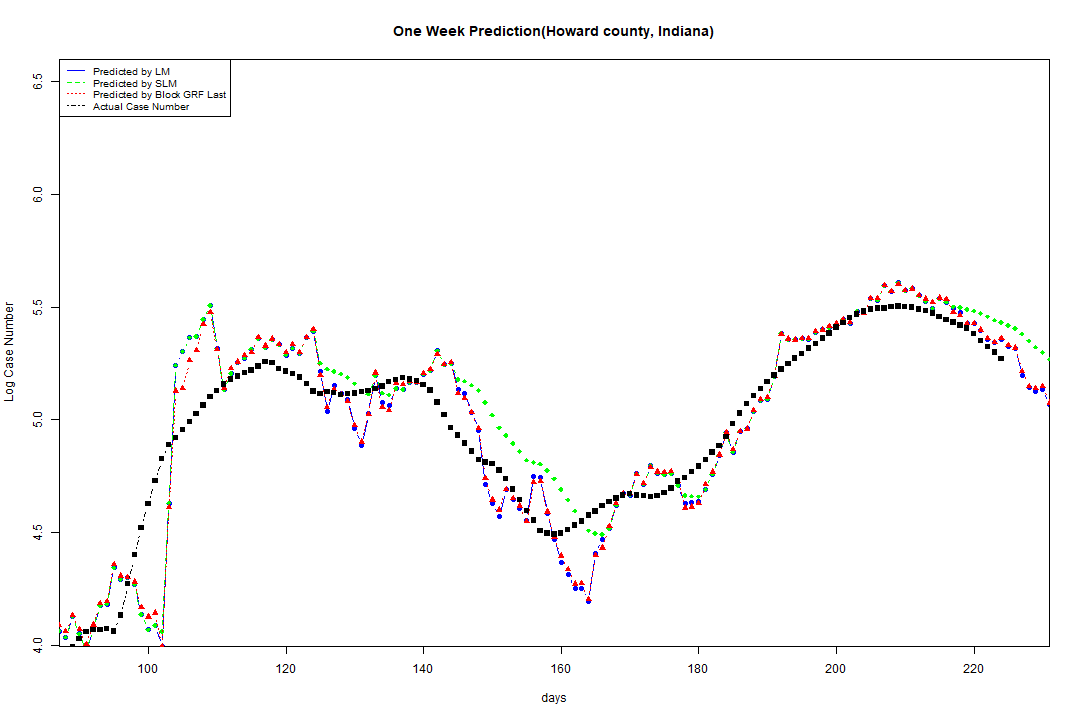 One Week Prediction(Howard county, Indiana)
Predicted by LM
Predicted by SLM
Predicted by Block GRF Last
Actual Case Number
6.5
6.0
5.5
5.0
4.5
4.0
Log Case Number
100 120 140 160 180 200 220
days